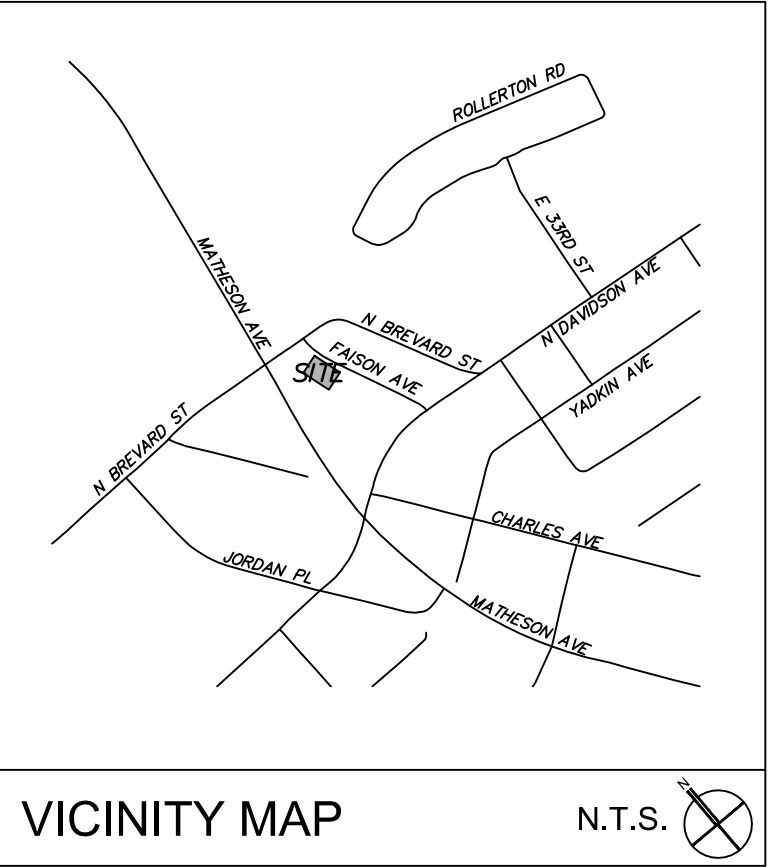 ROLLERTON RD
E 33RD ST
MATHESON AVE
N DAVIDSON AVE
N BREVARD ST
FAISON AVE
SITE
YADKIN AVE
N BREVARD ST
CHARLES AVE
JORDAN PL
MATHESON AVE
VICINITY MAP
N.T.S.
N